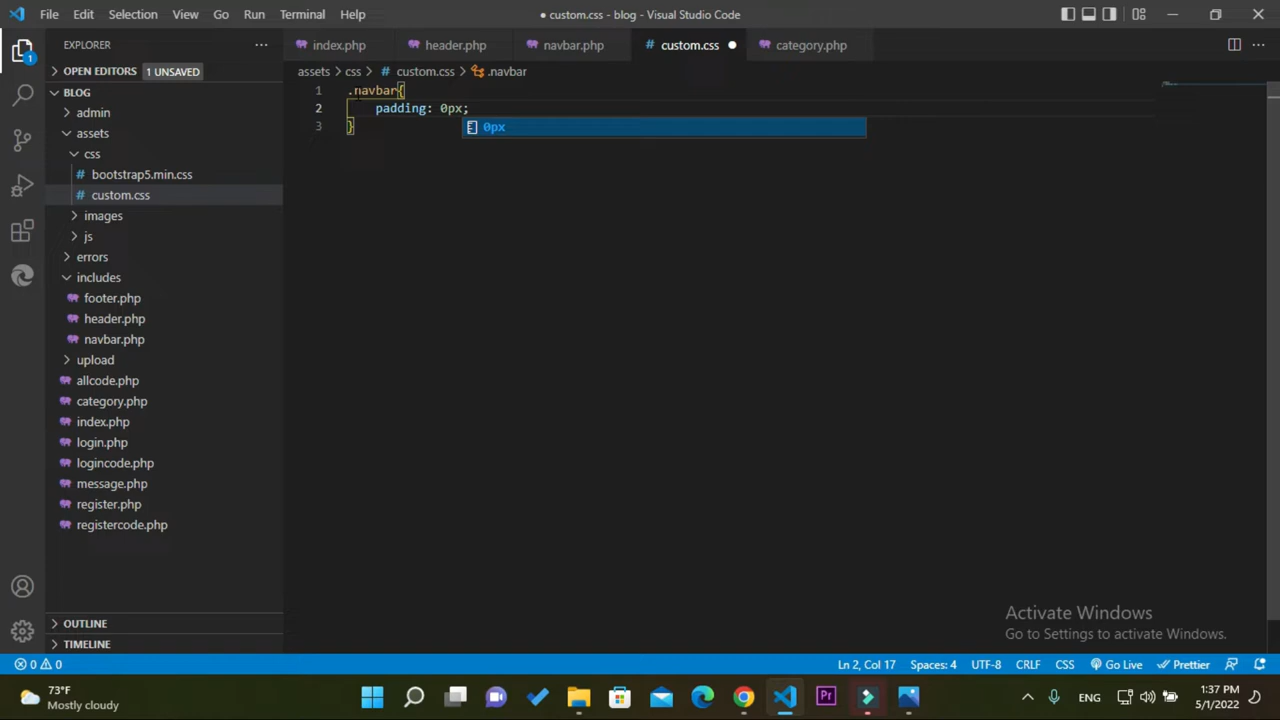 File Edit Selection View Go Run Terminal Help
● custom.css - blog - Visual Studio Code
EXPLORER
index.php header.php navbar.php custom.css category.php
OPEN EDITORS 1 UNSAVED
assets > css > custom.css > .navbar
BLOG
admin
assets
css
bootstrap5.min.css
custom.css
images
js
errors
includes
footer.php
header.php
navbar.php
upload
allcode.php
category.php
index.php
login.php
logincode.php
message.php
register.php
registercode.php
OUTLINE
TIMELINE
1 .navbar{
2 padding: 0px;
3 }
0px
Activate Windows
Go to Settings to activate Windows.
0 0 Ln 2, Col 17 Spaces: 4 UTF-8 CRLF CSS Go Live Prettier
1
73°F
Mostly cloudy
Pr
ENG
1:37 PM
5/1/2022